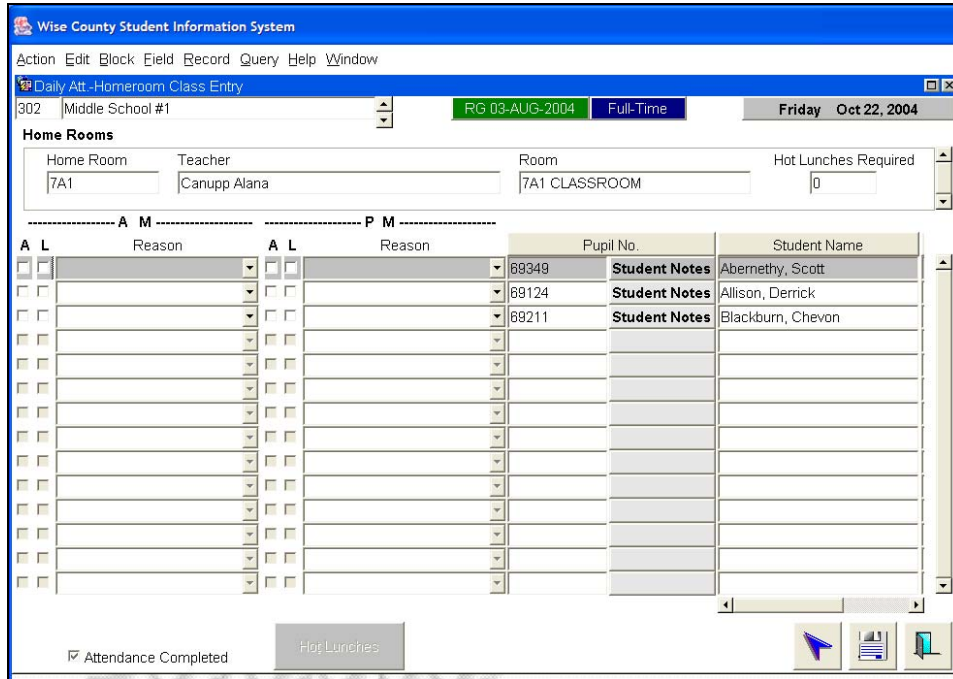 Wise County Student Information System
Action Edit Block Field Record Query Help Window
Daily Att.-Homeroom Class Entry
302 Middle School #1 RG 03-AUG-2004 Full-Time Friday Oct 22, 2004
Home Rooms
Home Room Teacher Room Hot Lunches Required
7A1 Canupp Alana 7A1 CLASSROOM 0
------------------- A M --------------------- --------------------- P M ---------------------
A L Reason A L Reason Pupil No. Student Name
69349 Student Notes Abernethy, Scott
69124 Student Notes Allison, Derrick
69211 Student Notes Blackburn, Chevon
Attendance Completed Hot Lunches